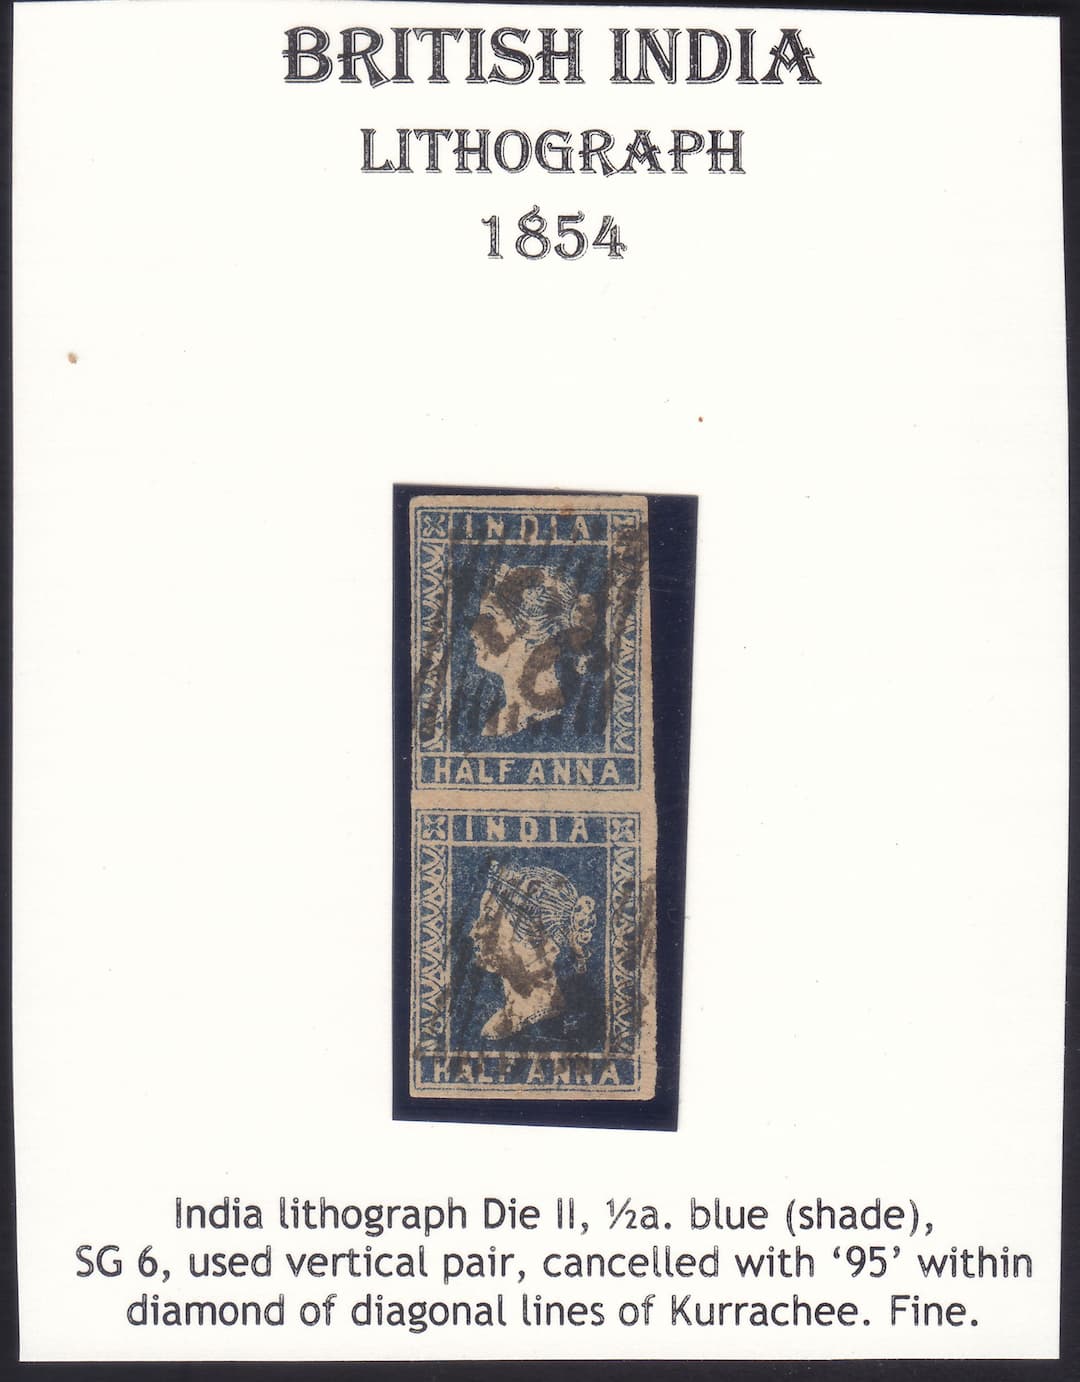 BRITISH INDIA
LITHOGRAPH
1854
INDIA
HALF ANNA
INDIA
HALF ANNA
India lithograph Die II, ½a. blue (shade),
SG 6, used vertical pair, cancelled with ‘95’ within
diamond of diagonal lines of Kurrachee. Fine.